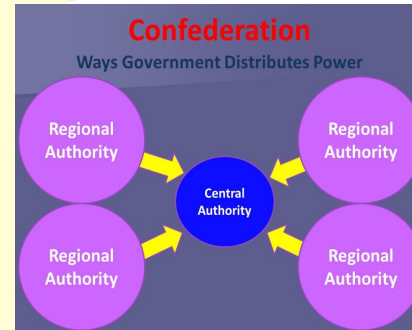 Confederation
Ways Government Distributes Power
Regional
Authority
Regional
Authority
Central
Authority
Regional
Authority
Regional
Authority